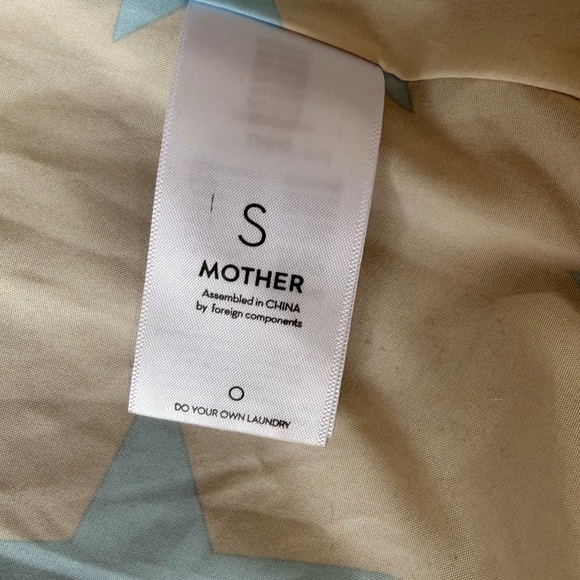 S
MOTHER
Assembled in CHINA
by foreign components
DO YOUR OWN LAUNDRY